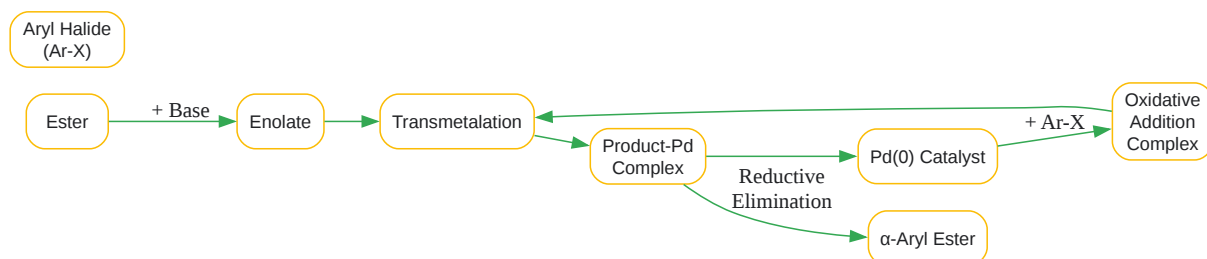 Aryl Halide
(Ar-X)
Ester
+ Base
Enolate
Transmetalation
Product-Pd
Complex
Reductive
Elimination
Pd(0) Catalyst
α-Aryl Ester
+ Ar-X
Oxidative
Addition
Complex